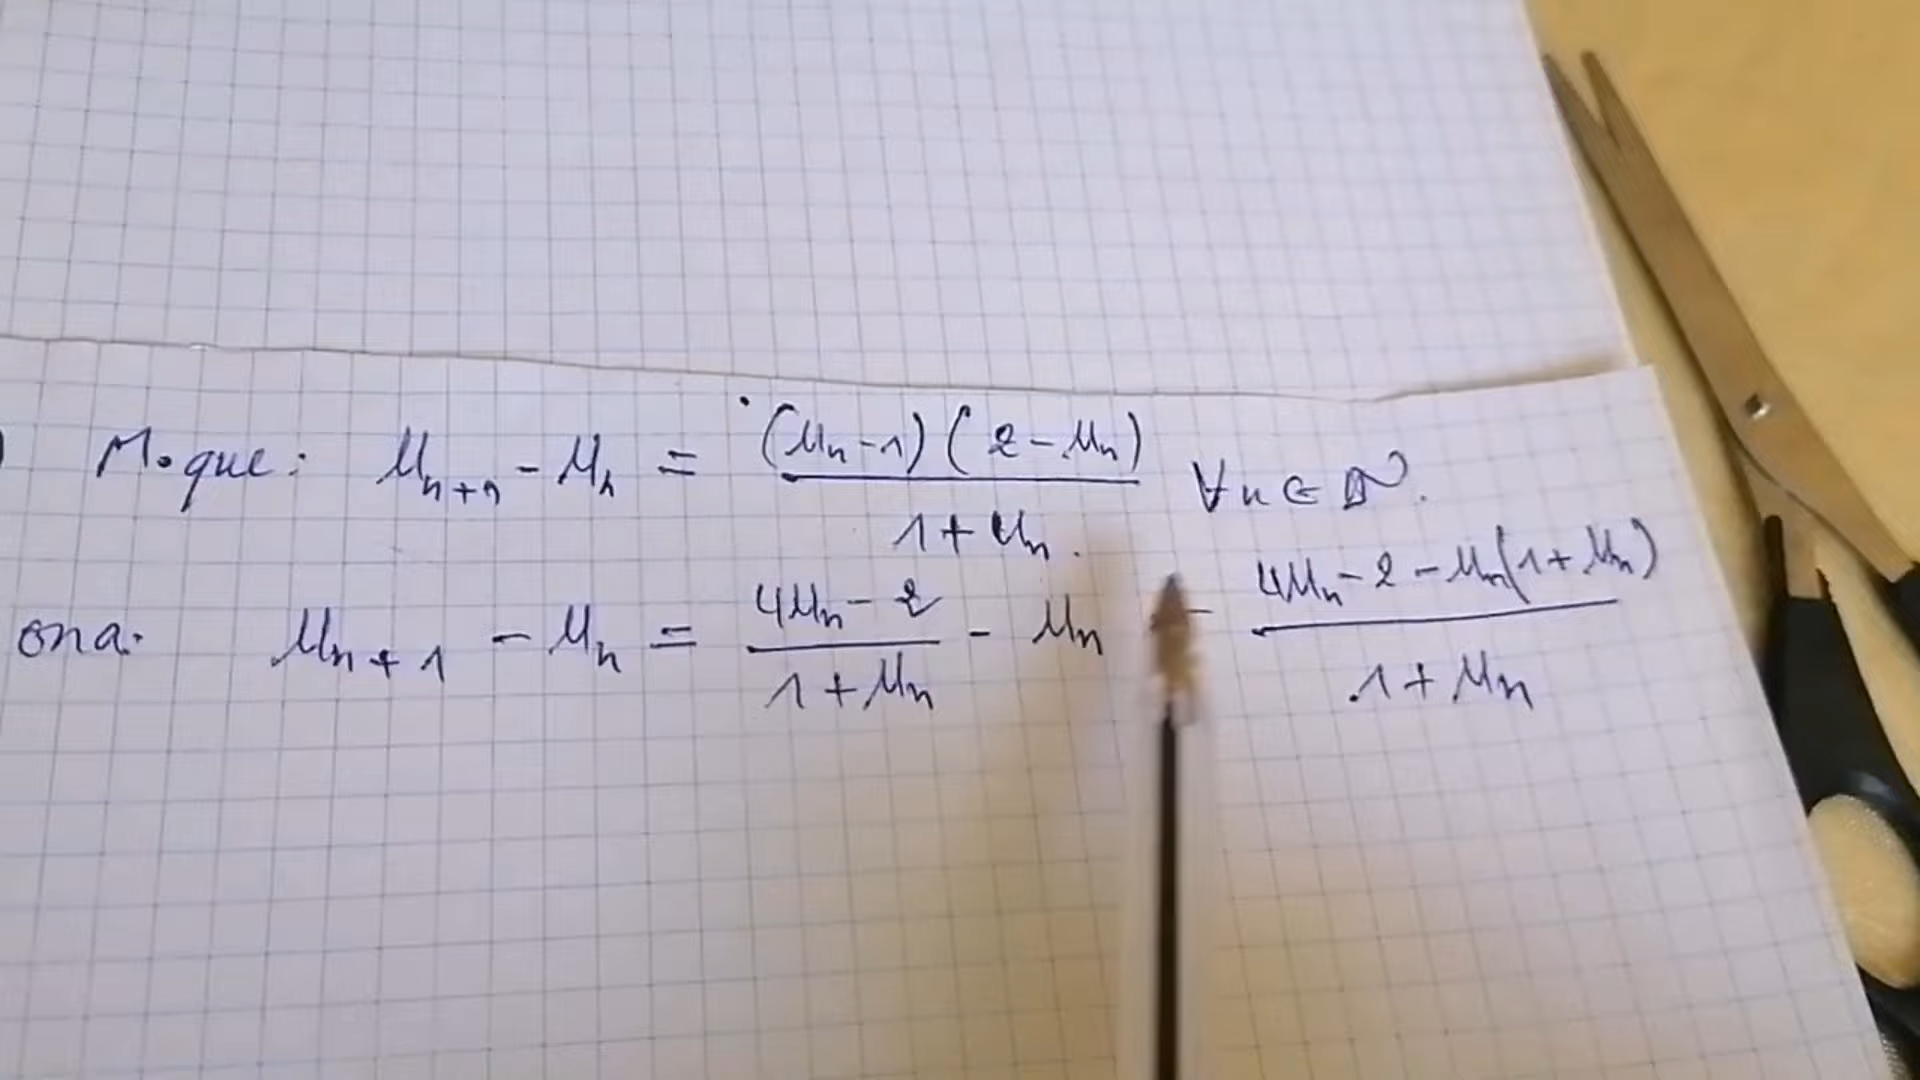 ) M.que: Un+1 - Un = (Un-1)(2-Un) / 1+Un. ∀n∈ℕ.
ona: Un+1 - Un = 4Un-2 / 1+Un - Un = 4Un-2-Un(1+Un) / 1+Un